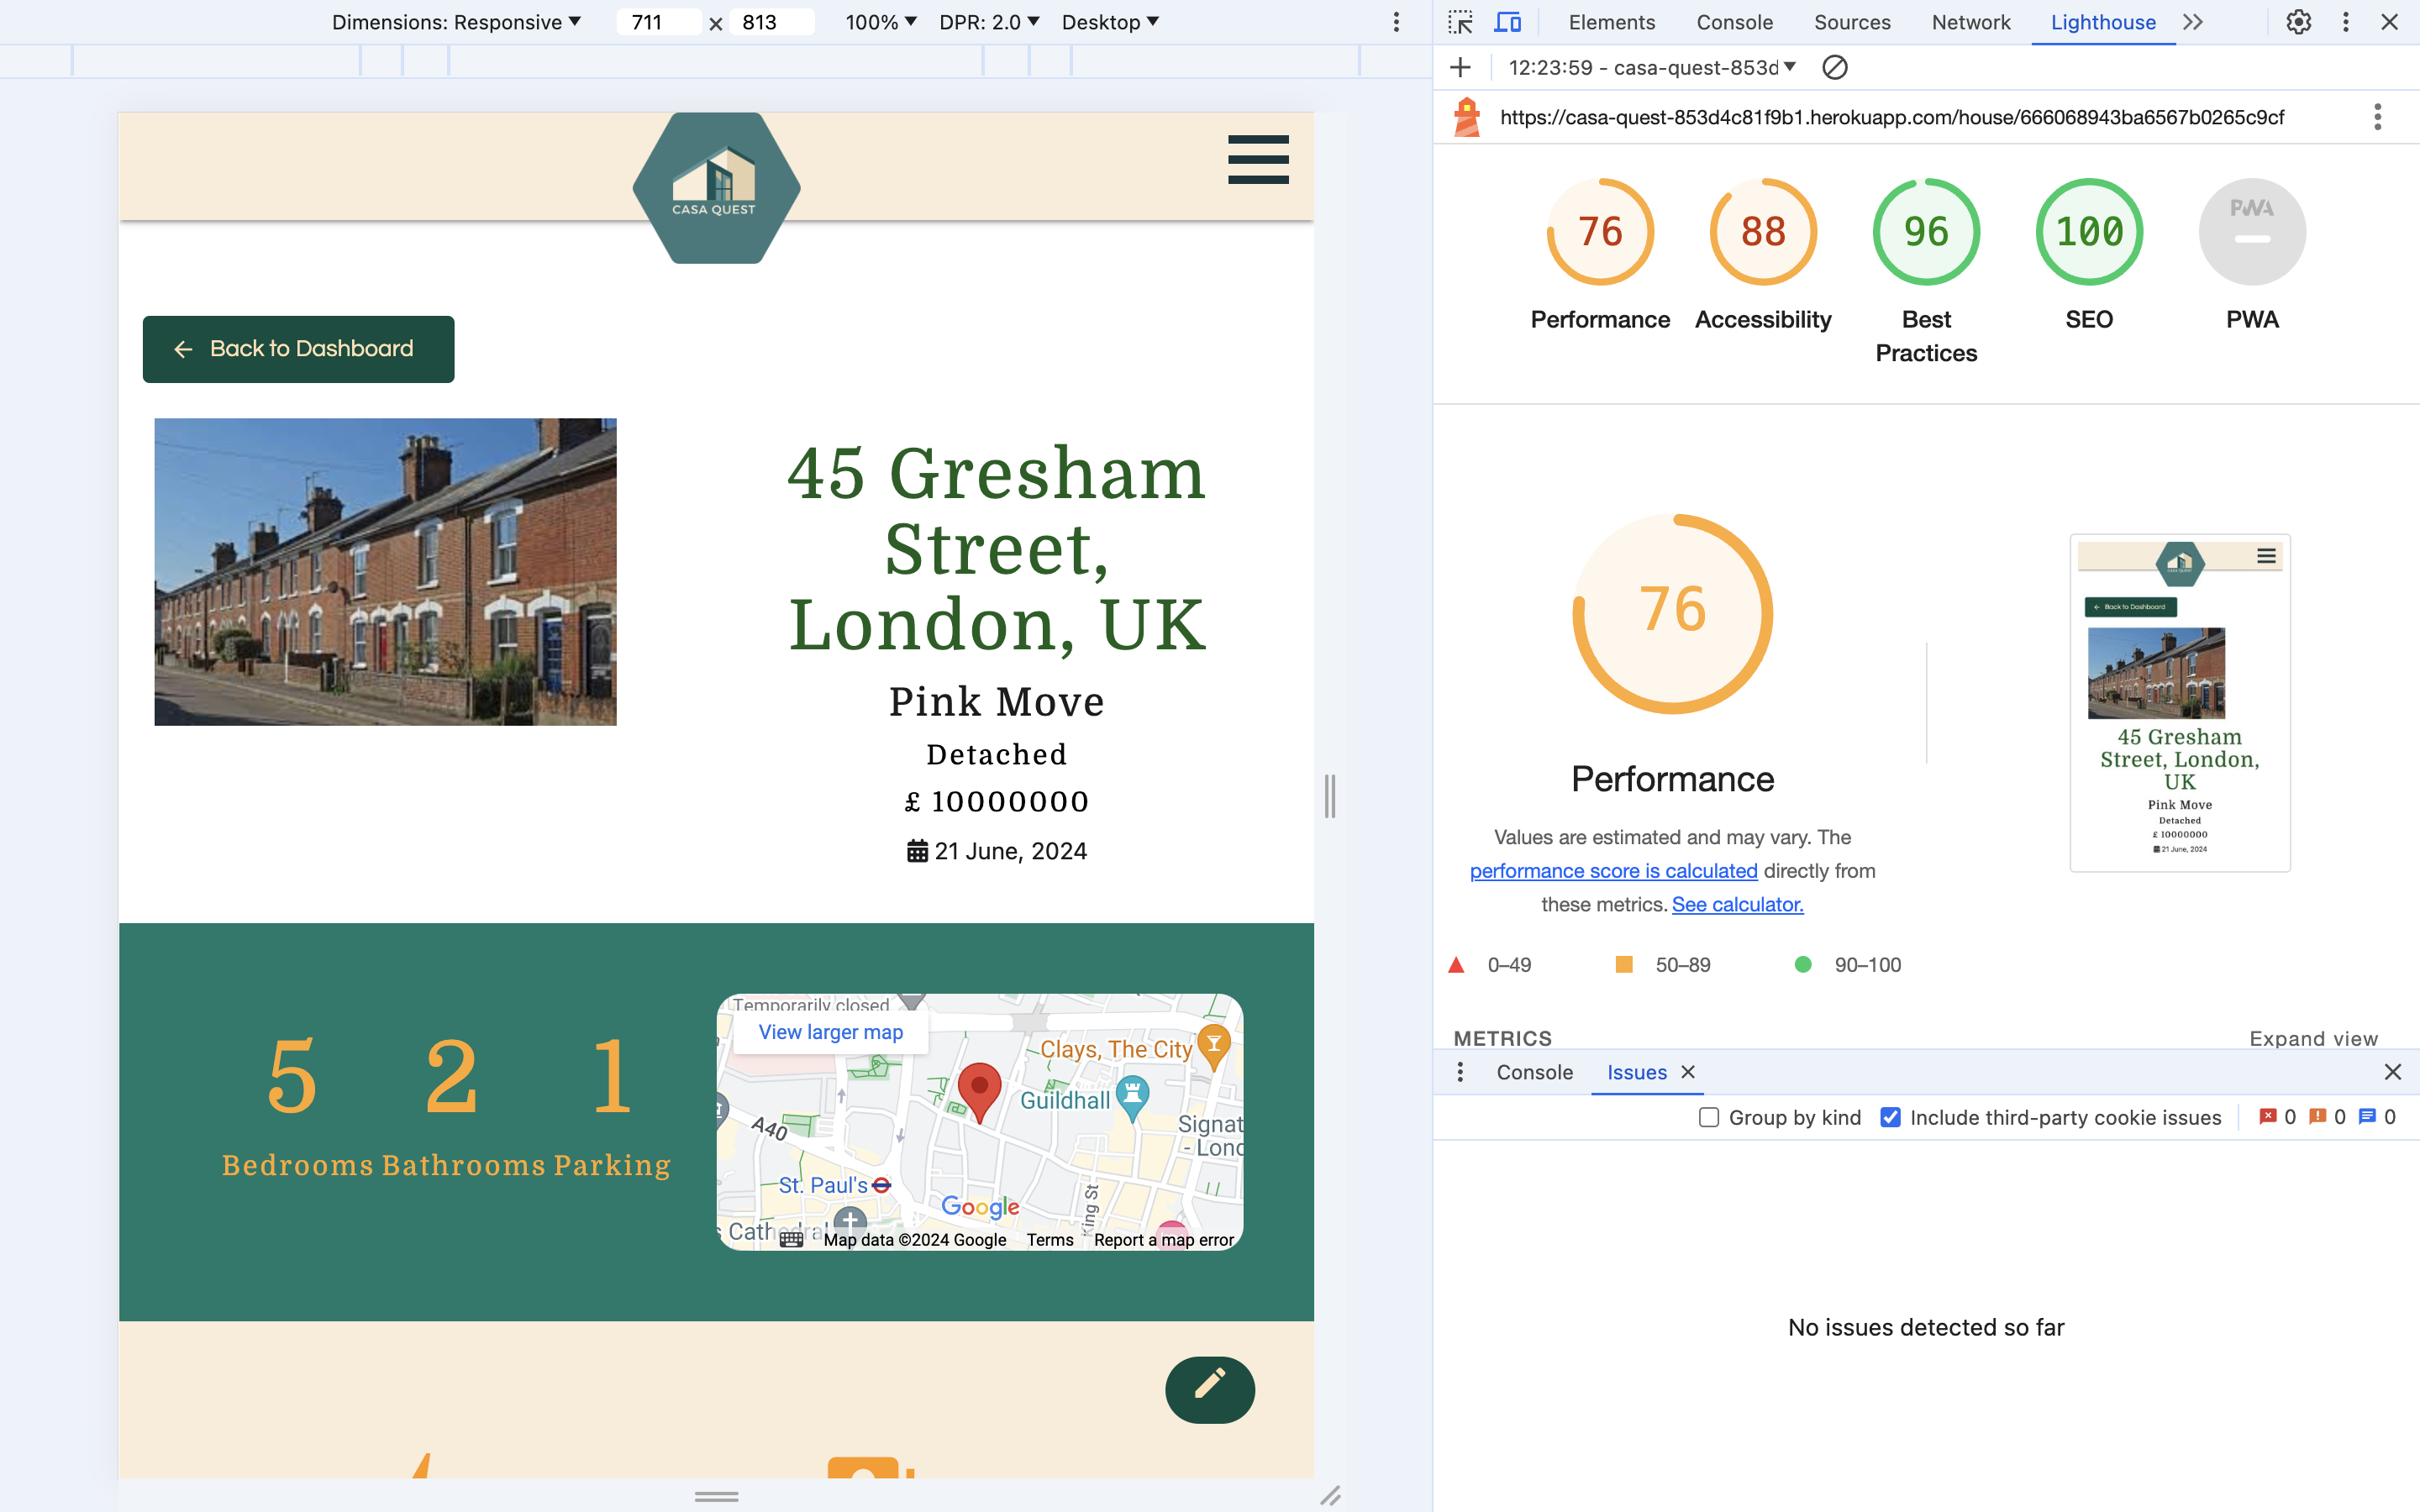 Dimensions: Responsive 711 × 813 100% DPR: 2.0 Desktop
Elements Console Sources Network Lighthouse
12:23:59 - casa-quest-853d
https://casa-quest-853d4c81f9b1.herokuapp.com/house/666068943ba6567b0265c9cf
CASA QUEST
Back to Dashboard
45 Gresham
Street,
London, UK
Pink Move
Detached
£ 10000000
21 June, 2024
5 2 1
Bedrooms Bathrooms Parking
Temporarily closed
View larger map
Clays, The City
Guildhall
A40
Signat
- Lond
St. Paul's
King St
Google
Cathedral
Map data ©2024 Google Terms Report a map error
76 88 96 100 PWA
Performance Accessibility Best Practices SEO PWA
76
Performance
Values are estimated and may vary. The
performance score is calculated directly from
these metrics. See calculator.
0–49 50–89 90–100
CASA QUEST
Back to Dashboard
45 Gresham
Street, London,
UK
Pink Move
Detached
£ 10000000
21 June, 2024
METRICS Expand view
Console Issues
Group by kind Include third-party cookie issues 0 0 0
No issues detected so far